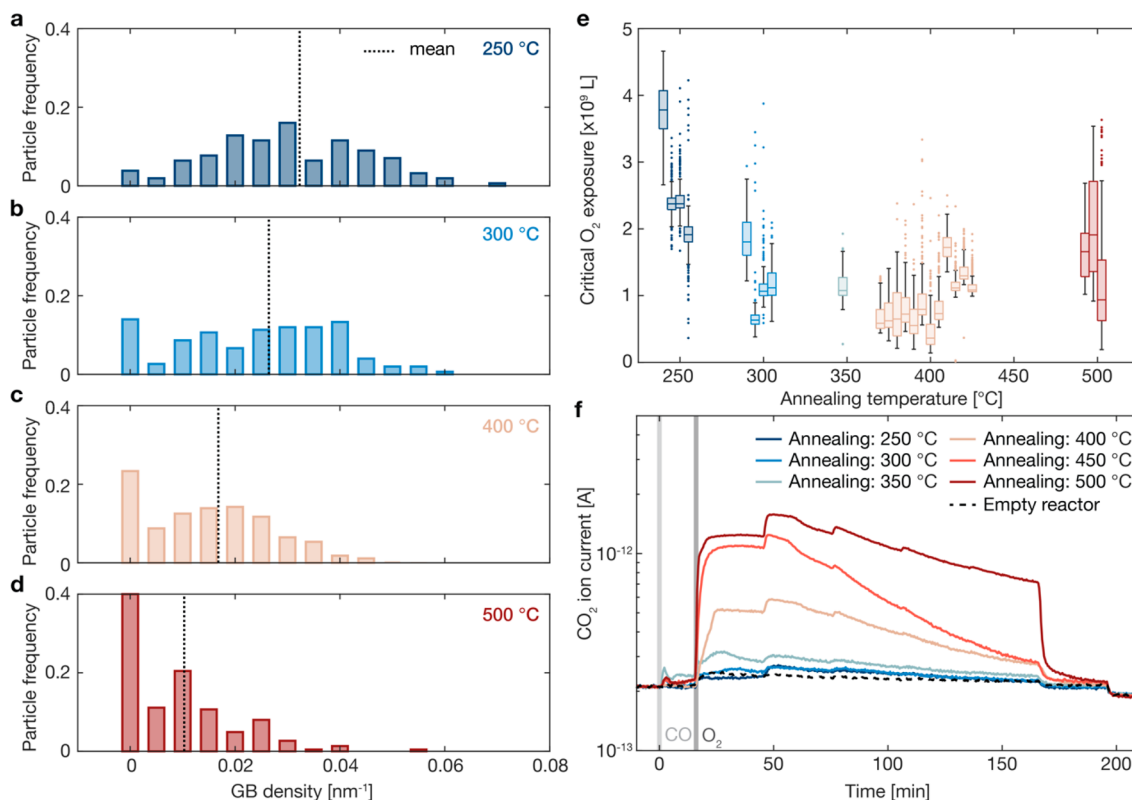 a
0.4
0.2
0
Particle frequency
mean
250 °C
b
0.4
0.2
0
Particle frequency
300 °C
c
0.4
0.2
0
Particle frequency
400 °C
d
0.4
0.2
0
Particle frequency
500 °C
0 0.02 0.04 0.06 0.08
GB density [nm⁻¹]
e
5
4
3
2
1
0
Critical O₂ exposure [x10⁹ L]
250 300 350 400 450 500
Annealing temperature [°C]
f
Annealing: 250 °C Annealing: 400 °C
Annealing: 300 °C Annealing: 450 °C
Annealing: 350 °C Annealing: 500 °C
Empty reactor
10⁻¹²
10⁻¹³
CO₂ ion current [A]
CO O₂
0 50 100 150 200
Time [min]